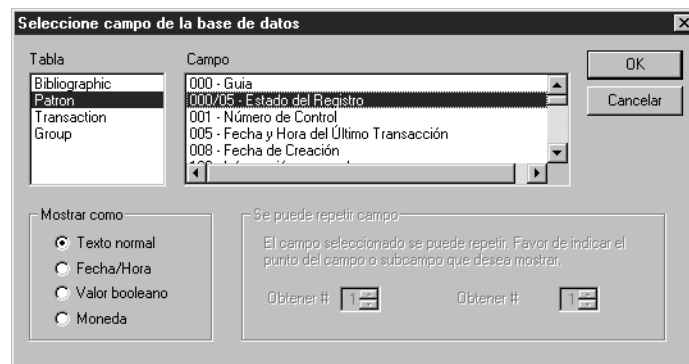 Seleccione campo de la base de datos
Tabla
Campo
Bibliographic
Patron
Transaction
Group
000 - Guia
000/05 - Estado del Registro
001 - Número de Control
005 - Fecha y Hora del Último Transacción
008 - Fecha de Creación
OK
Cancelar
Mostrar como
Texto normal
Fecha/Hora
Valor booleano
Moneda
Se puede repetir campo
El campo seleccionado se puede repetir. Favor de indicar el
punto del campo o subcampo que desea mostrar.
Obtener # 1
Obtener # 1